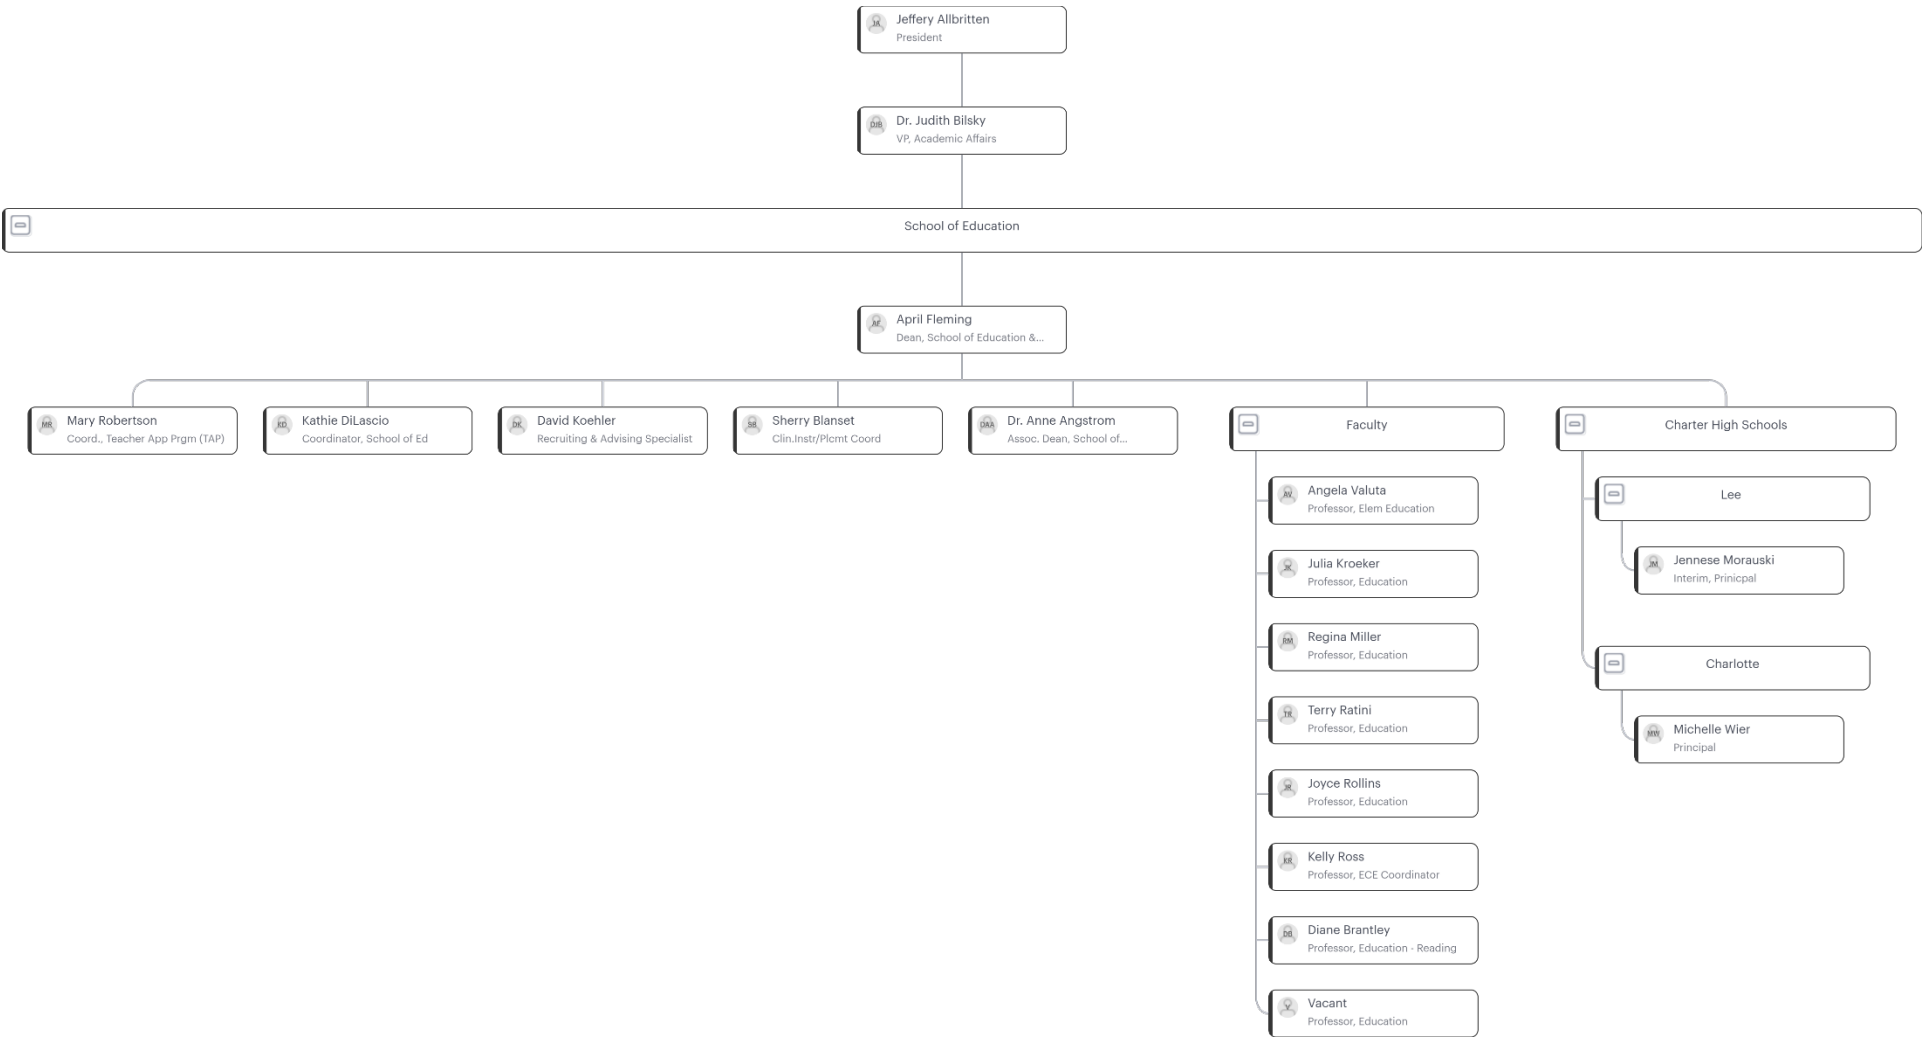 Jeffery Allbritten
President
Dr. Judith Bilsky
VP, Academic Affairs
School of Education
April Fleming
Dean, School of Education &...
Mary Robertson
Coord., Teacher App Prgm (TAP)
Kathie DiLascio
Coordinator, School of Ed
David Koehler
Recruiting & Advising Specialist
Sherry Blanset
Clin.Instr/Plcmt Coord
Dr. Anne Angstrom
Assoc. Dean, School of...
Faculty
Angela Valuta
Professor, Elem Education
Julia Kroeker
Professor, Education
Regina Miller
Professor, Education
Terry Ratini
Professor, Education
Joyce Rollins
Professor, Education
Kelly Ross
Professor, ECE Coordinator
Diane Brantley
Professor, Education - Reading
Vacant
Professor, Education
Charter High Schools
Lee
Jennese Morauski
Interim, Prinicpal
Charlotte
Michelle Wier
Principal